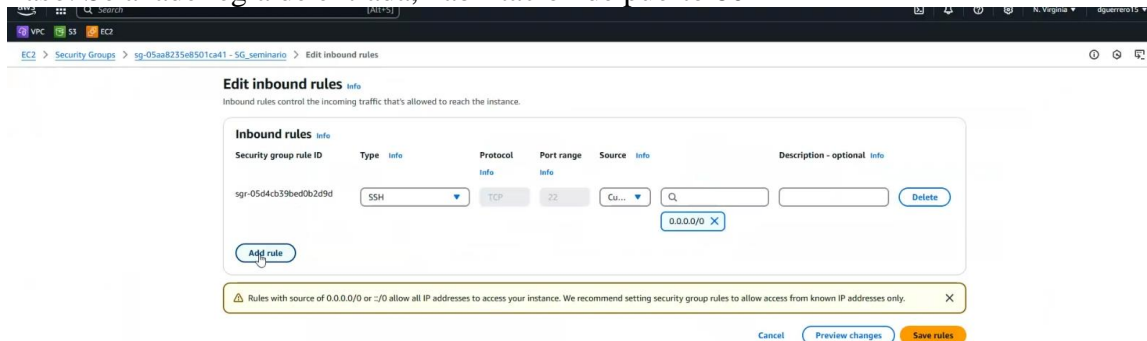 aws Search [Alt+S] N. Virginia dguerrero15
VPC S3 EC2
EC2 > Security Groups > sg-05aa8235e8501ca41 - SG_seminario > Edit inbound rules
Edit inbound rules Info
Inbound rules control the incoming traffic that's allowed to reach the instance.
Inbound rules Info
Security group rule ID Type Info Protocol Port range Source Info Description - optional Info
Info Info
sgr-05d4cb39bed0b2d9d SSH TCP 22 Cu... Delete
0.0.0.0/0
Add rule
Rules with source of 0.0.0.0/0 or ::/0 allow all IP addresses to access your instance. We recommend setting security group rules to allow access from known IP addresses only.
Cancel Preview changes Save rules